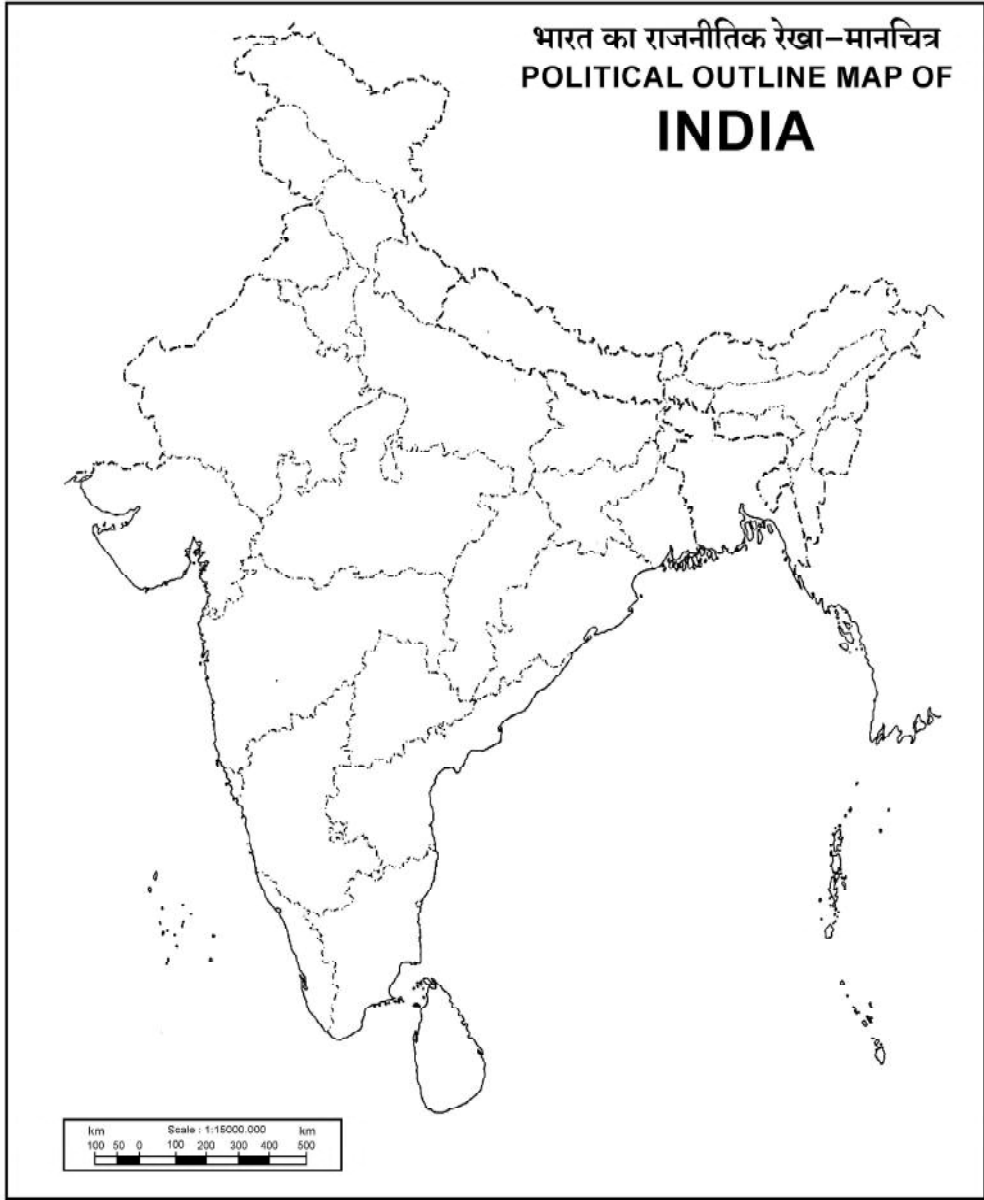 भारत का राजनीतिक रेखा–मानचित्र
POLITICAL OUTLINE MAP OF
INDIA
km Scale : 1:15000.000 km
100 50 0 100 200 300 400 500